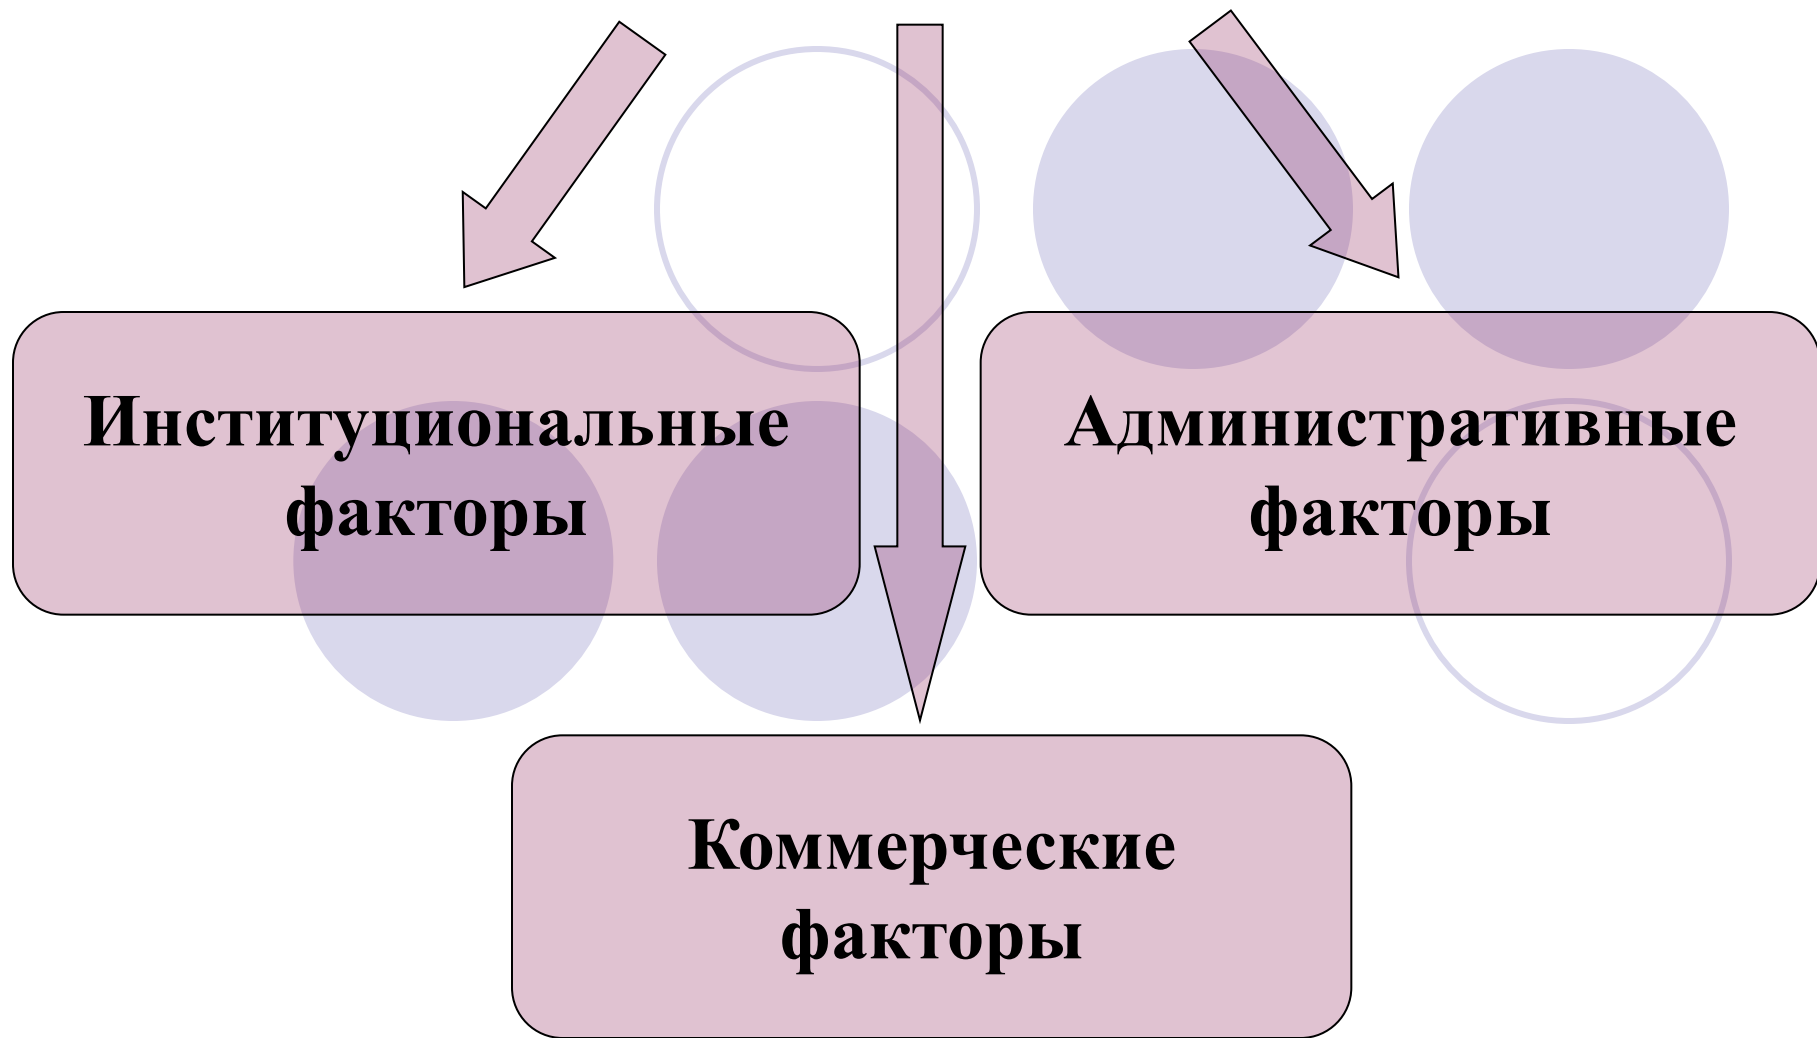 Институциональные
факторы
Административные
факторы
Коммерческие
факторы